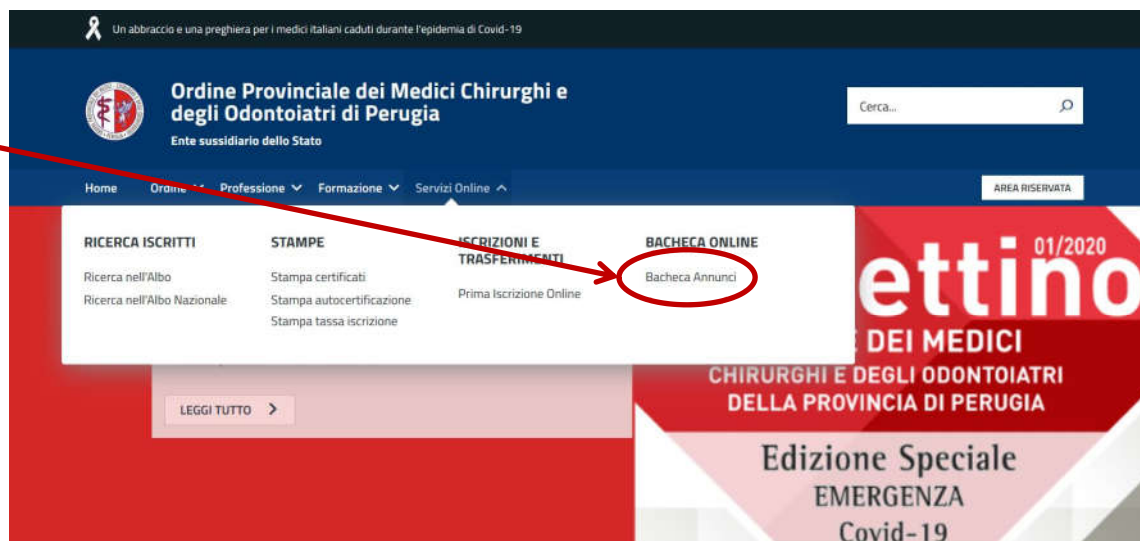 Un abbraccio e una preghiera per i medici italiani caduti durante l'epidemia di Covid-19
Ordine Provinciale dei Medici Chirurghi e
degli Odontoiatri di Perugia
Ente sussidiario dello Stato
Cerca...
Home Ordine Professione Formazione Servizi Online
AREA RISERVATA
RICERCA ISCRITTI
Ricerca nell'Albo
Ricerca nell'Albo Nazionale
STAMPE
Stampa certificati
Stampa autocertificazione
Stampa tassa iscrizione
ISCRIZIONI E
TRASFERIMENTI
Prima Iscrizione Online
BACHECA ONLINE
Bacheca Annunci
LEGGI TUTTO
01/2020
ettino
DEI MEDICI
CHIRURGHI E DEGLI ODONTOIATRI
DELLA PROVINCIA DI PERUGIA
Edizione Speciale
EMERGENZA
Covid-19